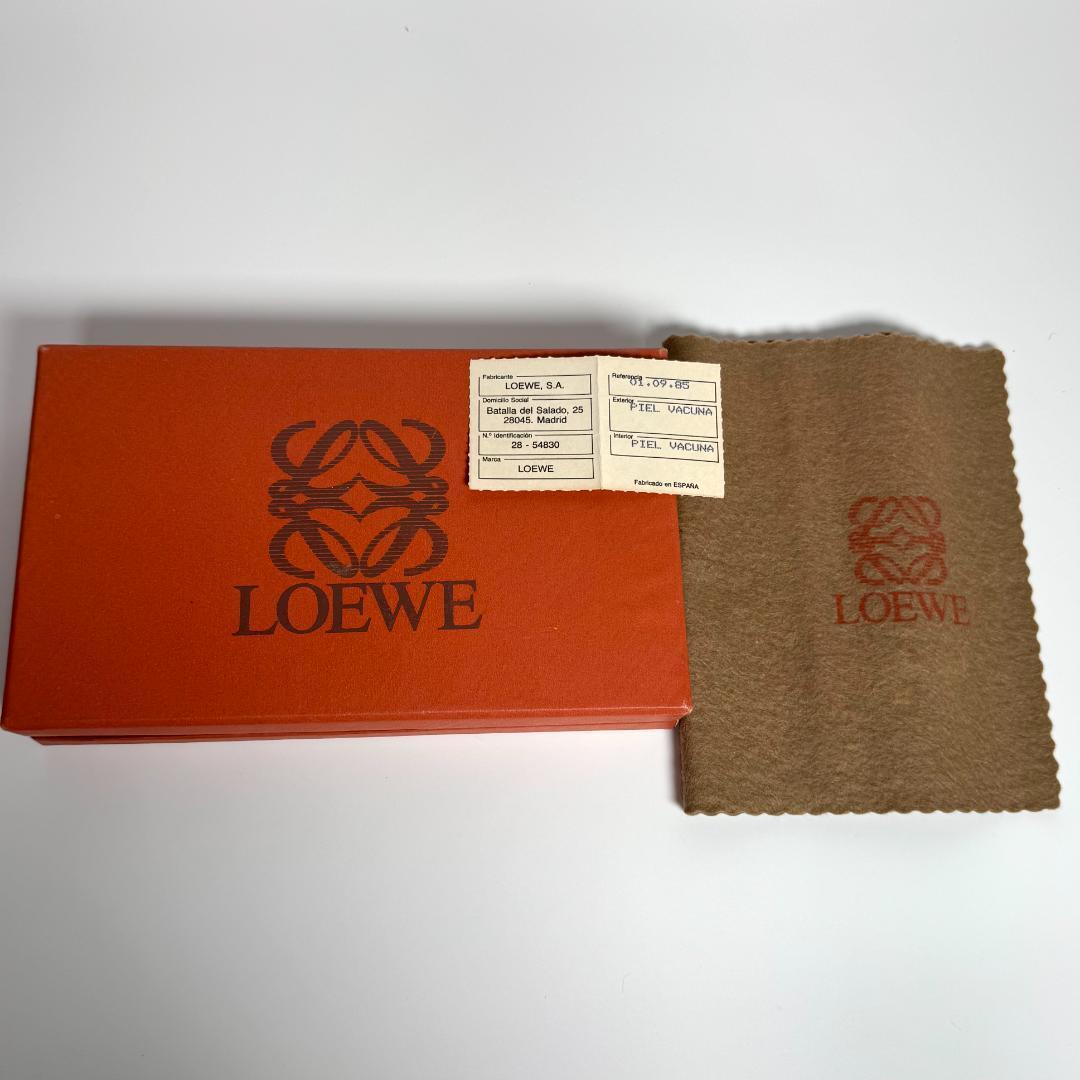 LOEWE
Fabricante
LOEWE, S.A.
Domicilio Social
Batalla del Salado, 25
28045. Madrid
N.º Identificación
28 - 54830
Marca
LOEWE
Referencia
01.09.85
Exterior
PIEL VACUNA
Interior
PIEL VACUNA
Fabricado en ESPAÑA
LOEWE